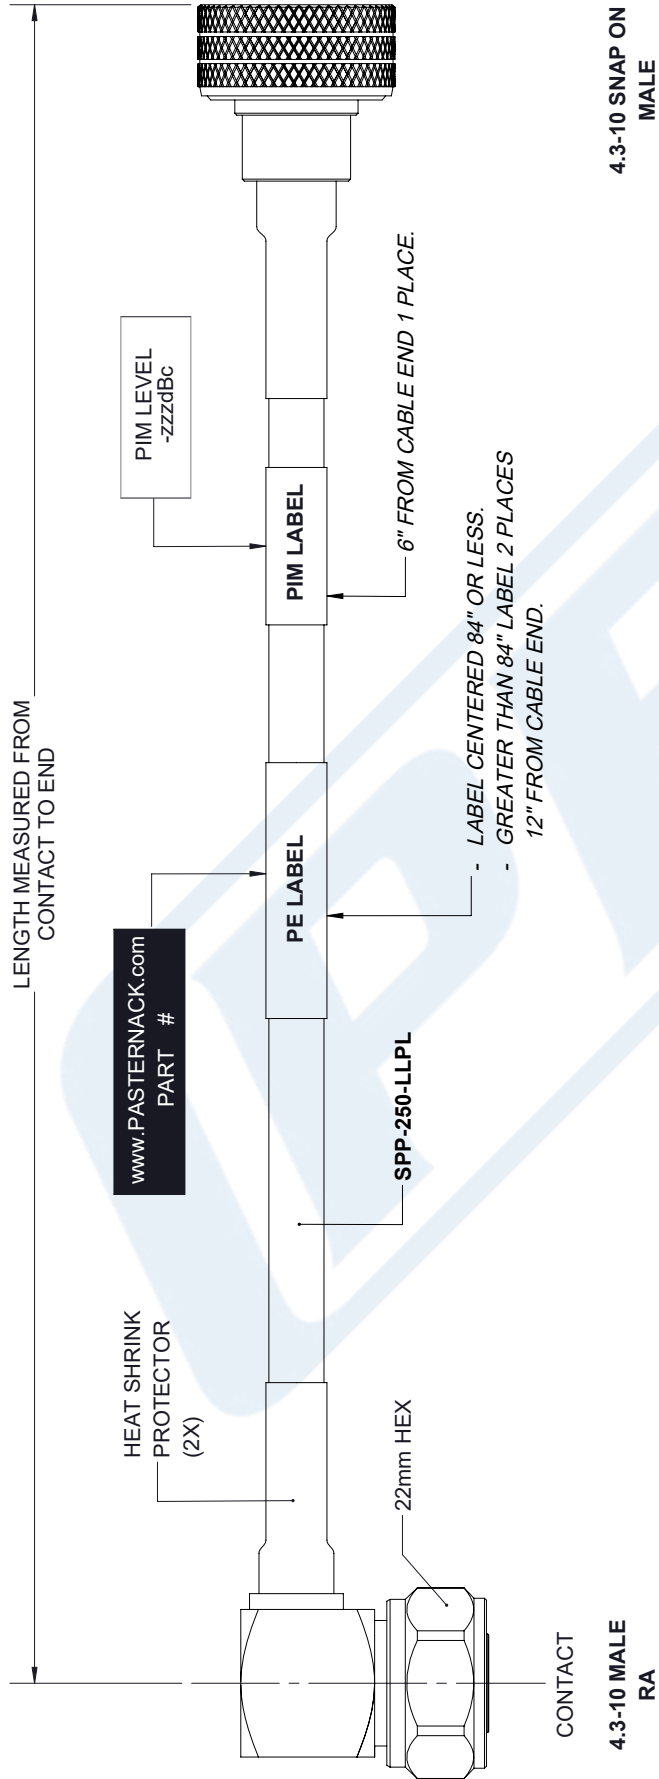 LENGTH MEASURED FROM
CONTACT TO END
HEAT SHRINK
PROTECTOR
(2X)
www.PASTERNACK.com
PART #
PIM LEVEL
-zzzdBc
PE LABEL
PIM LABEL
22mm HEX
SPP-250-LLPL
- LABEL CENTERED 84" OR LESS.
- GREATER THAN 84" LABEL 2 PLACES
12" FROM CABLE END.
6" FROM CABLE END 1 PLACE.
CONTACT
4.3-10 MALE
RA
4.3-10 SNAP ON
MALE